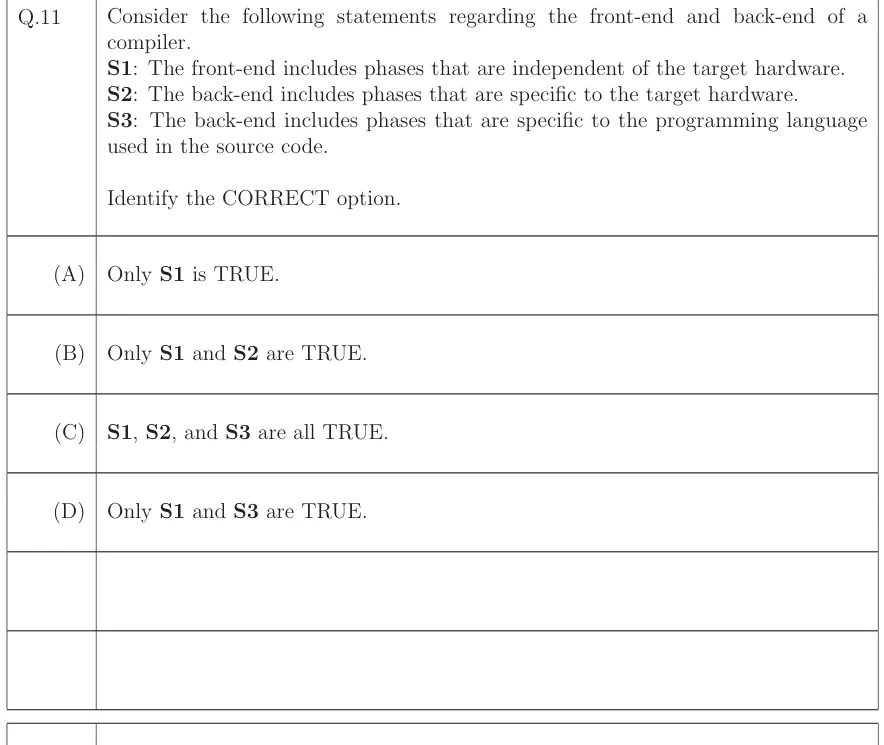 Q.11 Consider the following statements regarding the front-end and back-end of a
compiler.
S1: The front-end includes phases that are independent of the target hardware.
S2: The back-end includes phases that are specific to the target hardware.
S3: The back-end includes phases that are specific to the programming language
used in the source code.
Identify the CORRECT option.
(A) Only S1 is TRUE.
(B) Only S1 and S2 are TRUE.
(C) S1, S2, and S3 are all TRUE.
(D) Only S1 and S3 are TRUE.